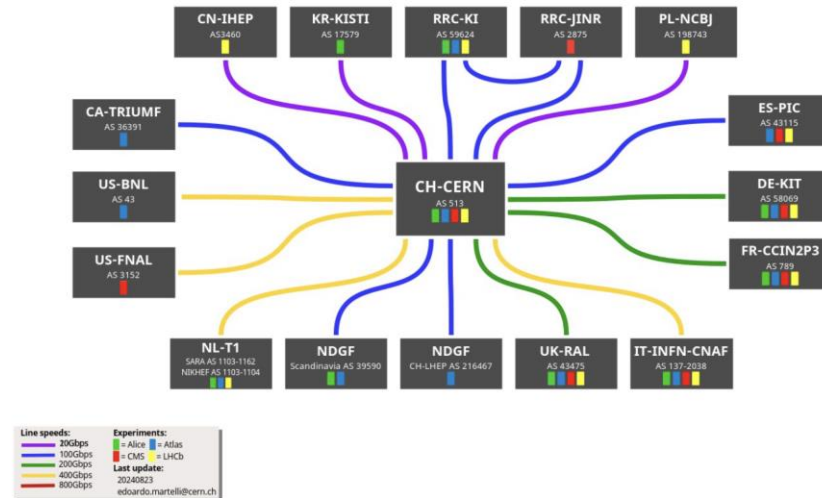 CN-IHEP
AS3460
KR-KISTI
AS 17579
RRC-KI
AS 59624
RRC-JINR
AS 2875
PL-NCBJ
AS 198743
CA-TRIUMF
AS 36391
ES-PIC
AS 43115
US-BNL
AS 43
CH-CERN
AS 513
DE-KIT
AS 58069
US-FNAL
AS 3152
FR-CCIN2P3
AS 789
NL-T1
SARA AS 1103-1162
NIKHEF AS 1103-1104
NDGF
Scandinavia AS 39590
NDGF
CH-LHEP AS 216467
UK-RAL
AS 43475
IT-INFN-CNAF
AS 137-2038
Line speeds:
20Gbps
100Gbps
200Gbps
400Gbps
800Gbps
Experiments:
= Alice = Atlas
= CMS = LHCb
Last update:
20240823
edoardo.martelli@cern.ch